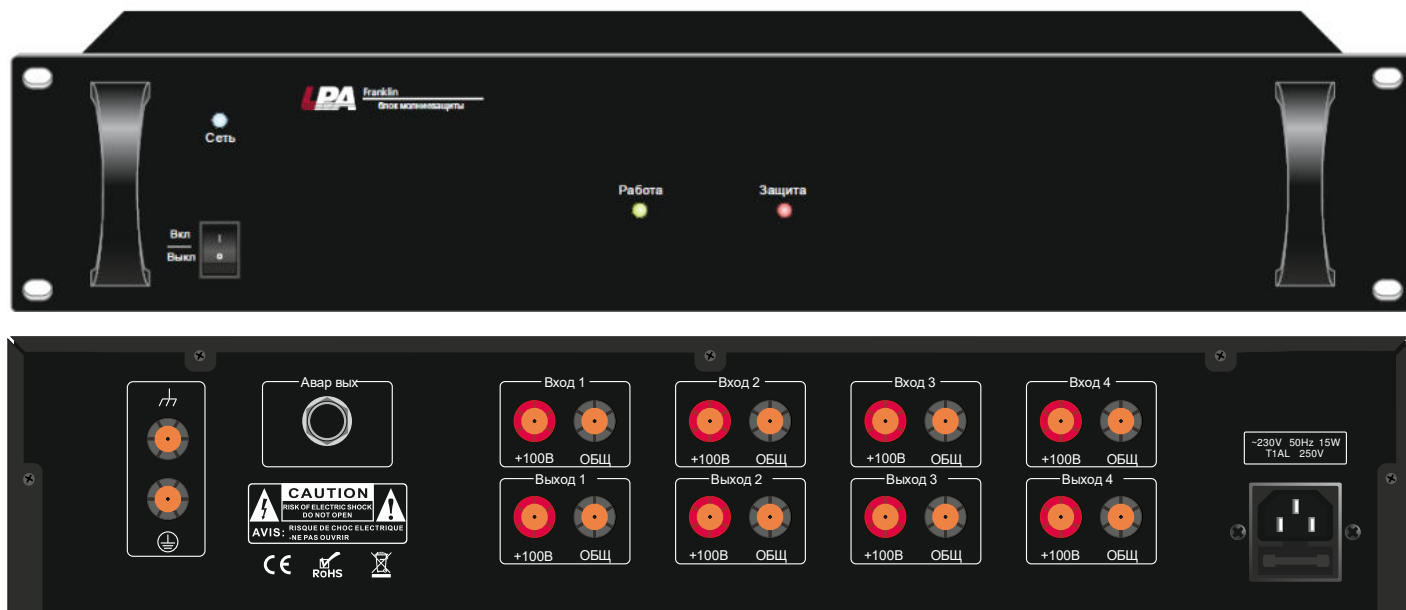 LPA
Franklin
блок молниезащиты
Сеть
Работа
Защита
Вкл
Выкл
I
O
Авар вых
Вход 1
Вход 2
Вход 3
Вход 4
+100В ОБЩ
+100В ОБЩ
+100В ОБЩ
+100В ОБЩ
~230V 50Hz 15W
T1AL 250V
Выход 1
Выход 2
Выход 3
Выход 4
+100В ОБЩ
+100В ОБЩ
+100В ОБЩ
+100В ОБЩ
CAUTION
RISK OF ELECTRIC SHOCK
DO NOT OPEN
AVIS: RISQUE DE CHOC ELECTRIQUE
-NE PAS OUVRIR
CE
RoHS